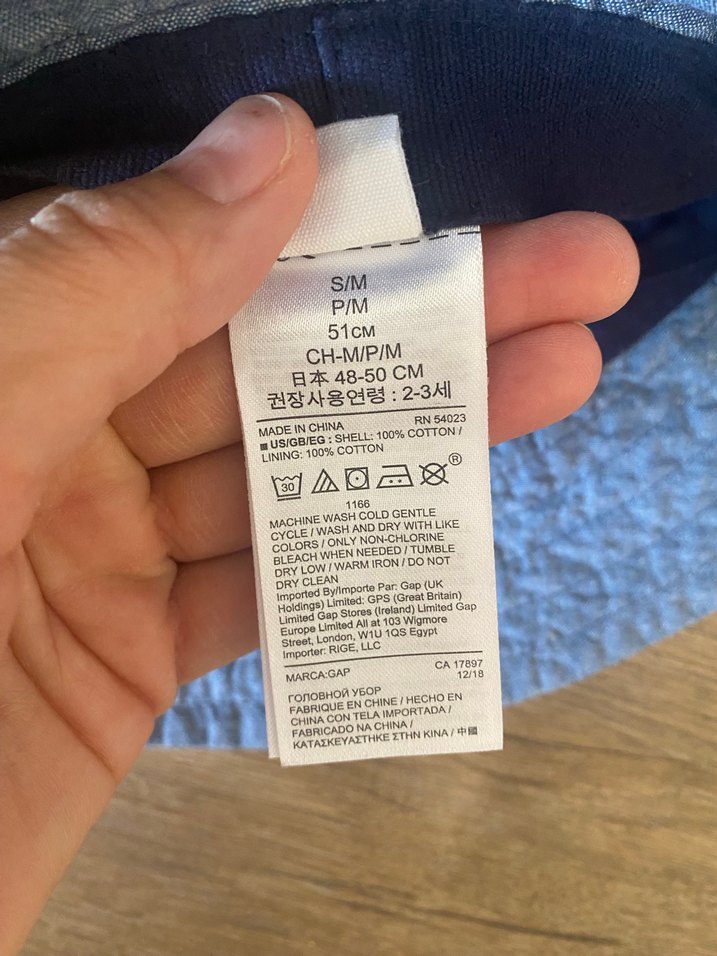 S/M
P/M
51CM
CH-M/P/M
日本 48-50 CM
권장사용연령 : 2-3세
MADE IN CHINA RN 54023
■ US/GB/EG : SHELL: 100% COTTON /
LINING: 100% COTTON
30 ®
1166
MACHINE WASH COLD GENTLE
CYCLE / WASH AND DRY WITH LIKE
COLORS / ONLY NON-CHLORINE
BLEACH WHEN NEEDED / TUMBLE
DRY LOW / WARM IRON / DO NOT
DRY CLEAN
Imported By/Importe Par: Gap (UK
Holdings) Limited: GPS (Great Britain)
Limited Gap Stores (Ireland) Limited Gap
Europe Limited All at 103 Wigmore
Street, London, W1U 1QS Egypt
Importer: RIGE, LLC
MARCA:GAP CA 17897
12/18
ГОЛОВНОЙ УБОР
FABRIQUE EN CHINE / HECHO EN
CHINA CON TELA IMPORTADA /
FABRICADO NA CHINA /
ΚΑΤΑΣΚΕΥΑΣΤΗΚΕ ΣΤΗΝ ΚΙΝΑ / 中國